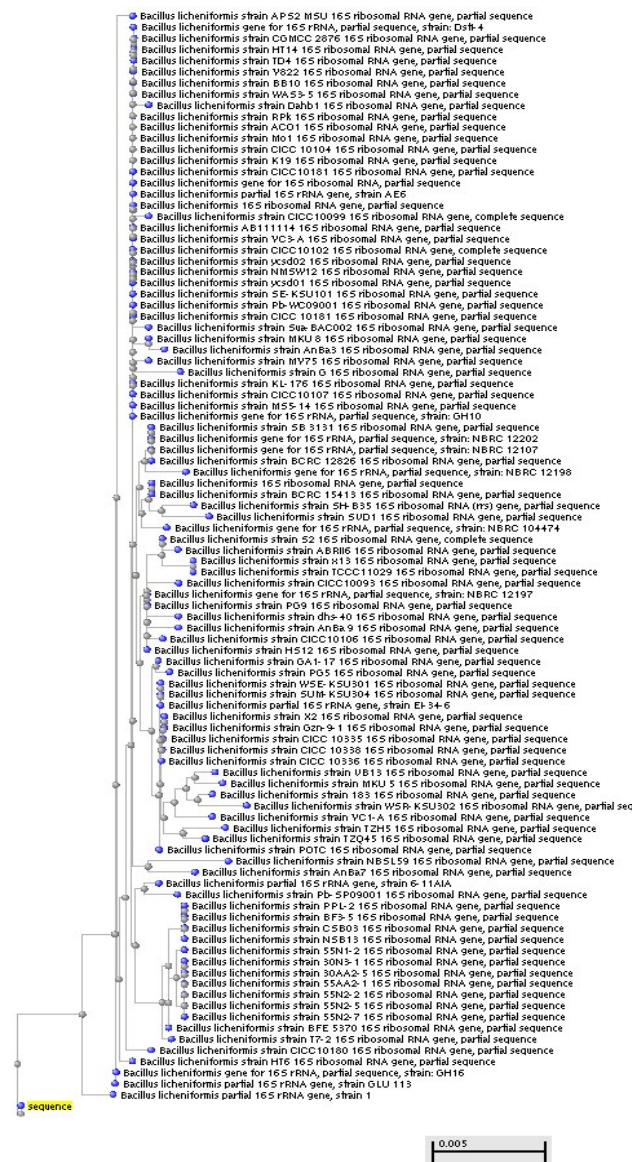 Bacillus licheniformis strain APS2 MSU 16S ribosomal RNA gene, partial sequence
Bacillus licheniformis gene for 16S rRNA, partial sequence, strain: Dstl-4
Bacillus licheniformis strain CGMCC 2876 16S ribosomal RNA gene, partial sequence
Bacillus licheniformis strain HT14 16S ribosomal RNA gene, partial sequence
Bacillus licheniformis strain TD4 16S ribosomal RNA gene, partial sequence
Bacillus licheniformis strain Y822 16S ribosomal RNA gene, partial sequence
Bacillus licheniformis strain BB10 16S ribosomal RNA gene, partial sequence
Bacillus licheniformis strain WAS3-5 16S ribosomal RNA gene, partial sequence
Bacillus licheniformis strain Dahb1 16S ribosomal RNA gene, partial sequence
Bacillus licheniformis strain RPk 16S ribosomal RNA gene, partial sequence
Bacillus licheniformis strain ACO1 16S ribosomal RNA gene, partial sequence
Bacillus licheniformis strain Mo1 16S ribosomal RNA gene, partial sequence
Bacillus licheniformis strain CICC 10104 16S ribosomal RNA gene, partial sequence
Bacillus licheniformis strain K19 16S ribosomal RNA gene, partial sequence
Bacillus licheniformis strain CICC10181 16S ribosomal RNA gene, partial sequence
Bacillus licheniformis gene for 16S ribosomal RNA, partial sequence
Bacillus licheniformis partial 16S rRNA gene, strain AE6
Bacillus licheniformis 16S ribosomal RNA gene, partial sequence
Bacillus licheniformis strain CICC10099 16S ribosomal RNA gene, complete sequence
Bacillus licheniformis AB111114 16S ribosomal RNA gene, partial sequence
Bacillus licheniformis strain VC3-A 16S ribosomal RNA gene, partial sequence
Bacillus licheniformis strain CICC10102 16S ribosomal RNA gene, complete sequence
Bacillus licheniformis strain ycsd02 16S ribosomal RNA gene, partial sequence
Bacillus licheniformis strain NMSW12 16S ribosomal RNA gene, partial sequence
Bacillus licheniformis strain ycsd01 16S ribosomal RNA gene, partial sequence
Bacillus licheniformis strain SE-KSU101 16S ribosomal RNA gene, partial sequence
Bacillus licheniformis strain Pb-WC09001 16S ribosomal RNA gene, partial sequence
Bacillus licheniformis strain CICC 10181 16S ribosomal RNA gene, partial sequence
Bacillus licheniformis strain Sua-BAC002 16S ribosomal RNA gene, partial sequence
Bacillus licheniformis strain MKU 8 16S ribosomal RNA gene, partial sequence
Bacillus licheniformis strain AnBa3 16S ribosomal RNA gene, partial sequence
Bacillus licheniformis strain MY75 16S ribosomal RNA gene, partial sequence
Bacillus licheniformis strain G 16S ribosomal RNA gene, partial sequence
Bacillus licheniformis strain KL-176 16S ribosomal RNA gene, partial sequence
Bacillus licheniformis strain CICC10107 16S ribosomal RNA gene, partial sequence
Bacillus licheniformis strain MS5-14 16S ribosomal RNA gene, partial sequence
Bacillus licheniformis gene for 16S rRNA, partial sequence, strain: GH10
Bacillus licheniformis strain SB 3131 16S ribosomal RNA gene, partial sequence
Bacillus licheniformis gene for 16S rRNA, partial sequence, strain: NBRC 12202
Bacillus licheniformis gene for 16S rRNA, partial sequence, strain: NBRC 12107
Bacillus licheniformis strain BCRC 12826 16S ribosomal RNA gene, partial sequence
Bacillus licheniformis gene for 16S rRNA, partial sequence, strain: NBRC 12198
Bacillus licheniformis 16S ribosomal RNA gene, partial sequence
Bacillus licheniformis strain BCRC 15413 16S ribosomal RNA gene, partial sequence
Bacillus licheniformis strain SH-B35 16S ribosomal RNA (rrs) gene, partial sequence
Bacillus licheniformis strain SVD1 16S ribosomal RNA gene, partial sequence
Bacillus licheniformis gene for 16S rRNA, partial sequence, strain: NBRC 104474
Bacillus licheniformis strain S2 16S ribosomal RNA gene, complete sequence
Bacillus licheniformis strain ABRII6 16S ribosomal RNA gene, partial sequence
Bacillus licheniformis strain x13 16S ribosomal RNA gene, partial sequence
Bacillus licheniformis strain TCCC11029 16S ribosomal RNA gene, partial sequence
Bacillus licheniformis strain CICC10093 16S ribosomal RNA gene, partial sequence
Bacillus licheniformis gene for 16S rRNA, partial sequence, strain: NBRC 12197
Bacillus licheniformis strain PG9 16S ribosomal RNA gene, partial sequence
Bacillus licheniformis strain dhs-40 16S ribosomal RNA gene, partial sequence
Bacillus licheniformis strain AnBa9 16S ribosomal RNA gene, partial sequence
Bacillus licheniformis strain CICC10106 16S ribosomal RNA gene, partial sequence
Bacillus licheniformis strain HS12 16S ribosomal RNA gene, partial sequence
Bacillus licheniformis strain GA1-17 16S ribosomal RNA gene, partial sequence
Bacillus licheniformis strain PG5 16S ribosomal RNA gene, partial sequence
Bacillus licheniformis strain WSE-KSU301 16S ribosomal RNA gene, partial sequence
Bacillus licheniformis strain SUM-KSU304 16S ribosomal RNA gene, partial sequence
Bacillus licheniformis partial 16S rRNA gene, strain EI-34-6
Bacillus licheniformis strain X2 16S ribosomal RNA gene, partial sequence
Bacillus licheniformis strain Gzn-9-1 16S ribosomal RNA gene, partial sequence
Bacillus licheniformis strain CICC 10335 16S ribosomal RNA gene, partial sequence
Bacillus licheniformis strain CICC 10338 16S ribosomal RNA gene, partial sequence
Bacillus licheniformis strain CICC 10336 16S ribosomal RNA gene, partial sequence
Bacillus licheniformis strain VB13 16S ribosomal RNA gene, partial sequence
Bacillus licheniformis strain MKU 5 16S ribosomal RNA gene, partial sequence
Bacillus licheniformis strain 183 16S ribosomal RNA gene, partial sequence
Bacillus licheniformis strain WSR-KSU302 16S ribosomal RNA gene, partial seq
Bacillus licheniformis strain VC1-A 16S ribosomal RNA gene, partial sequence
Bacillus licheniformis strain TZH5 16S ribosomal RNA gene, partial sequence
Bacillus licheniformis strain TZQ45 16S ribosomal RNA gene, partial sequence
Bacillus licheniformis strain POTC 16S ribosomal RNA gene, partial sequence
Bacillus licheniformis strain NBSL59 16S ribosomal RNA gene, partial sequence
Bacillus licheniformis strain AnBa7 16S ribosomal RNA gene, partial sequence
Bacillus licheniformis partial 16S rRNA gene, strain 6-11AIA
Bacillus licheniformis strain Pb-SP09001 16S ribosomal RNA gene, partial sequence
Bacillus licheniformis strain PPL-2 16S ribosomal RNA gene, partial sequence
Bacillus licheniformis strain BF3-5 16S ribosomal RNA gene, partial sequence
Bacillus licheniformis strain CSB03 16S ribosomal RNA gene, partial sequence
Bacillus licheniformis strain NSB13 16S ribosomal RNA gene, partial sequence
Bacillus licheniformis strain 55N1-2 16S ribosomal RNA gene, partial sequence
Bacillus licheniformis strain 30N3-1 16S ribosomal RNA gene, partial sequence
Bacillus licheniformis strain 30AA2-5 16S ribosomal RNA gene, partial sequence
Bacillus licheniformis strain 55AA2-1 16S ribosomal RNA gene, partial sequence
Bacillus licheniformis strain 55N2-2 16S ribosomal RNA gene, partial sequence
Bacillus licheniformis strain 55N2-5 16S ribosomal RNA gene, partial sequence
Bacillus licheniformis strain 55N2-7 16S ribosomal RNA gene, partial sequence
Bacillus licheniformis strain BFE 5370 16S ribosomal RNA gene, partial sequence
Bacillus licheniformis strain T7-2 16S ribosomal RNA gene, partial sequence
Bacillus licheniformis strain CICC10180 16S ribosomal RNA gene, partial sequence
Bacillus licheniformis strain HT6 16S ribosomal RNA gene, partial sequence
Bacillus licheniformis gene for 16S rRNA, partial sequence, strain: GH16
Bacillus licheniformis partial 16S rRNA gene, strain GLU 113
Bacillus licheniformis partial 16S rRNA gene, strain 1
sequence
0.005